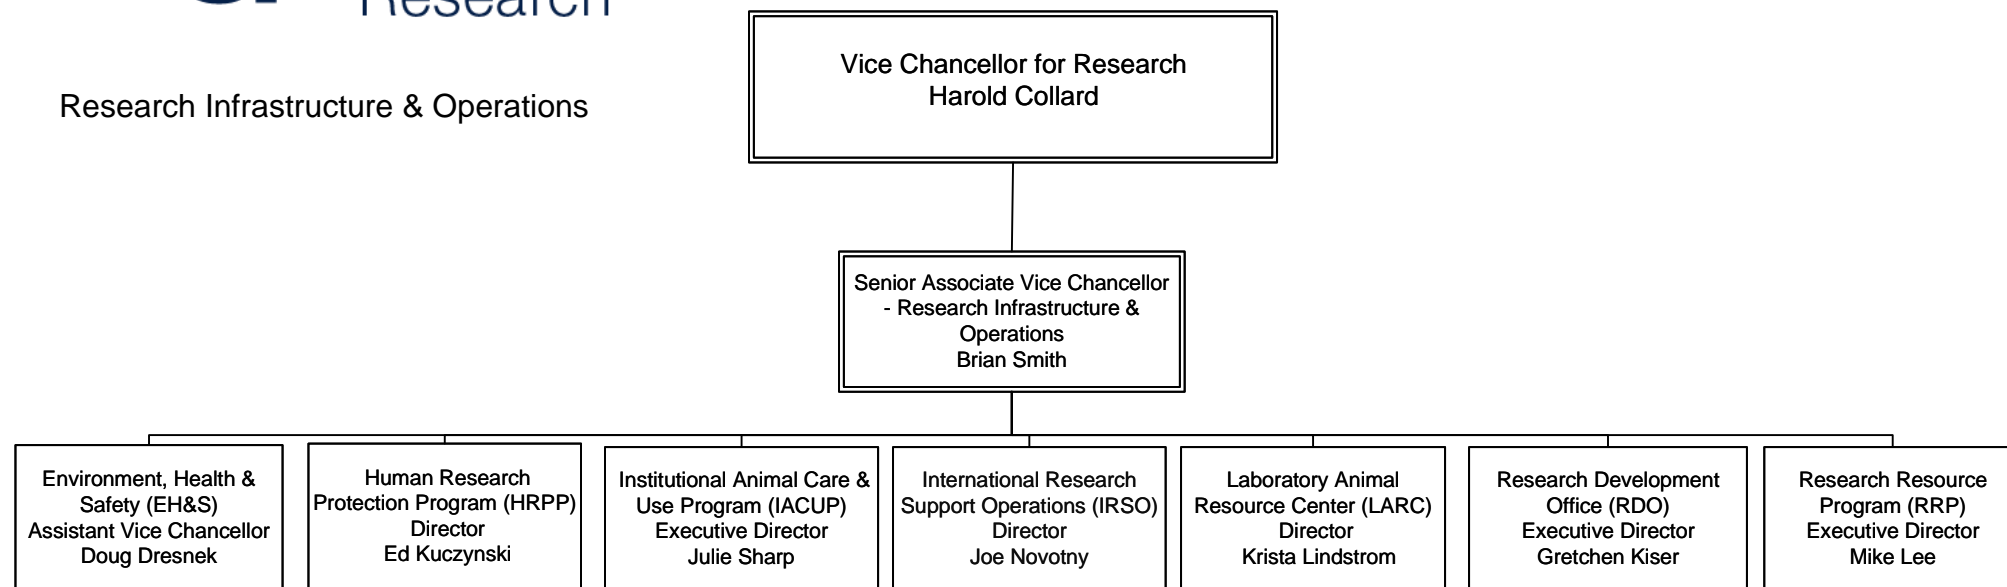 Research
Research Infrastructure & Operations
Vice Chancellor for Research
Harold Collard
Senior Associate Vice Chancellor
- Research Infrastructure &
Operations
Brian Smith
Environment, Health &
Safety (EH&S)
Assistant Vice Chancellor
Doug Dresnek
Human Research
Protection Program (HRPP)
Director
Ed Kuczynski
Institutional Animal Care &
Use Program (IACUP)
Executive Director
Julie Sharp
International Research
Support Operations (IRSO)
Director
Joe Novotny
Laboratory Animal
Resource Center (LARC)
Director
Krista Lindstrom
Research Development
Office (RDO)
Executive Director
Gretchen Kiser
Research Resource
Program (RRP)
Executive Director
Mike Lee